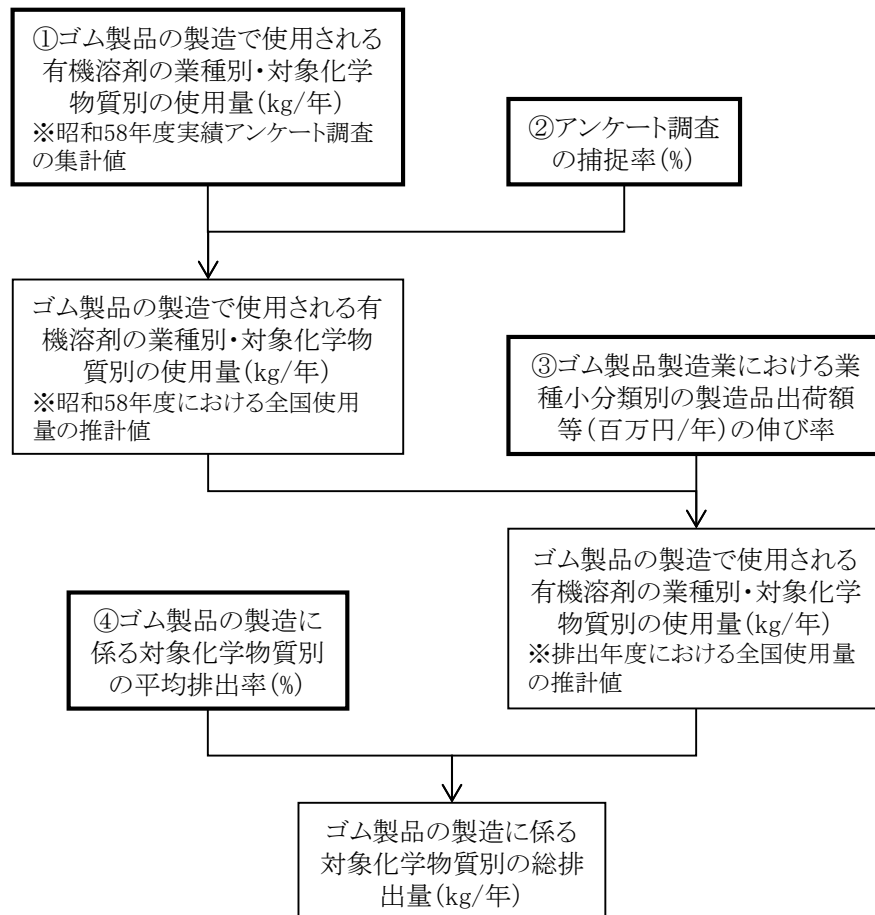 ①ゴム製品の製造で使用される
有機溶剤の業種別・対象化学
物質別の使用量(kg/年)
※昭和58年度実績アンケート調査
の集計値
②アンケート調査
の捕捉率(%)
ゴム製品の製造で使用される有
機溶剤の業種別・対象化学物
質別の使用量(kg/年)
※昭和58年度における全国使用
量の推計値
③ゴム製品製造業における業
種小分類別の製造品出荷額
等(百万円/年)の伸び率
ゴム製品の製造で使用される
有機溶剤の業種別・対象化学
物質別の使用量(kg/年)
※排出年度における全国使用量
の推計値
④ゴム製品の製造に
係る対象化学物質別
の平均排出率(%)
ゴム製品の製造に係る
対象化学物質別の総排
出量(kg/年)